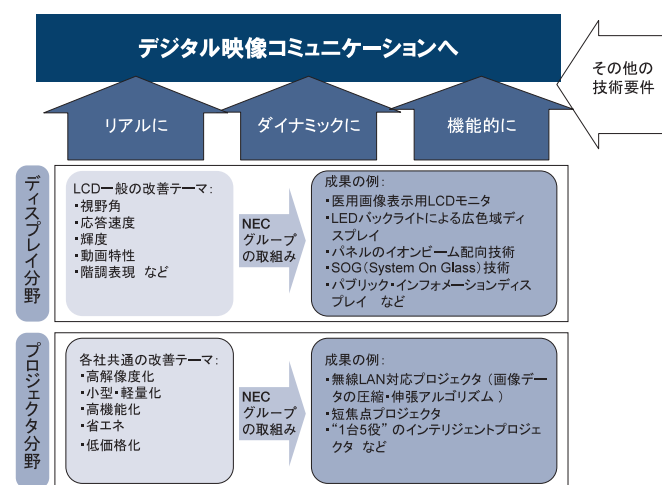 デジタル映像コミュニケーションへ
その他の
技術要件
リアルに
ダイナミックに
機能的に
ディスプレイ分野
LCD一般の改善テーマ:
・視野角
・応答速度
・輝度
・動画特性
・階調表現 など
NEC
グループ
の取組み
成果の例:
・医用画像表示用LCDモニタ
・LEDバックライトによる広色域ディ
スプレイ
・パネルのイオンビーム配向技術
・SOG(System On Glass)技術
・パブリック・インフォメーションディス
プレイ など
プロジェクタ分野
各社共通の改善テーマ:
・高解像度化
・小型・軽量化
・高機能化
・省エネ
・低価格化
NEC
グループ
の取組み
成果の例:
・無線LAN対応プロジェクタ(画像デー
タの圧縮・伸張アルゴリズム)
・短焦点プロジェクタ
・“1台5役”のインテリジェントプロジェ
クタ など